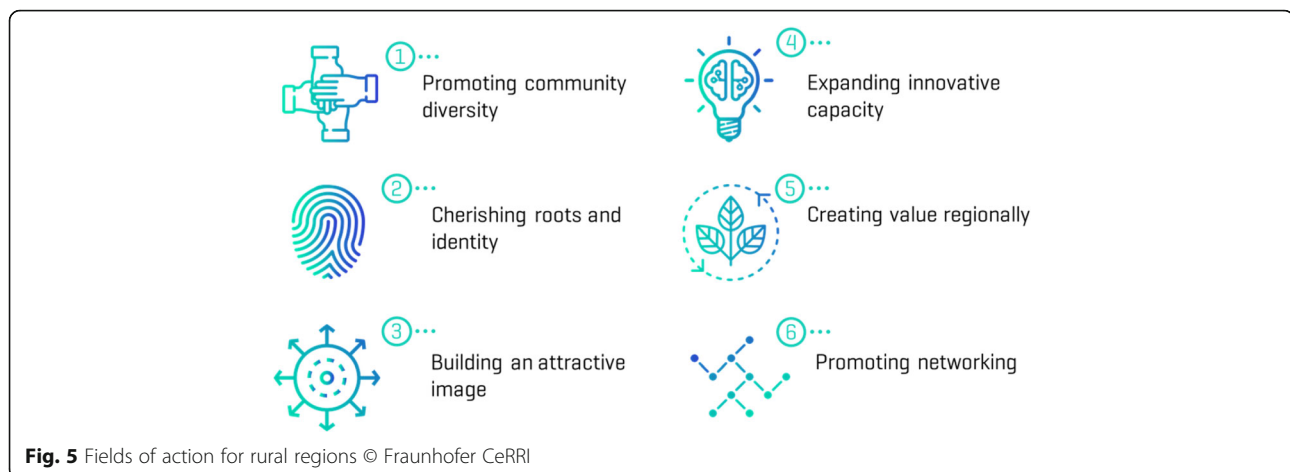 1...
Promoting community
diversity
2...
Cherishing roots and
identity
3...
Building an attractive
image
4...
Expanding innovative
capacity
5...
Creating value regionally
6...
Promoting networking
Fig. 5 Fields of action for rural regions © Fraunhofer CeRRI